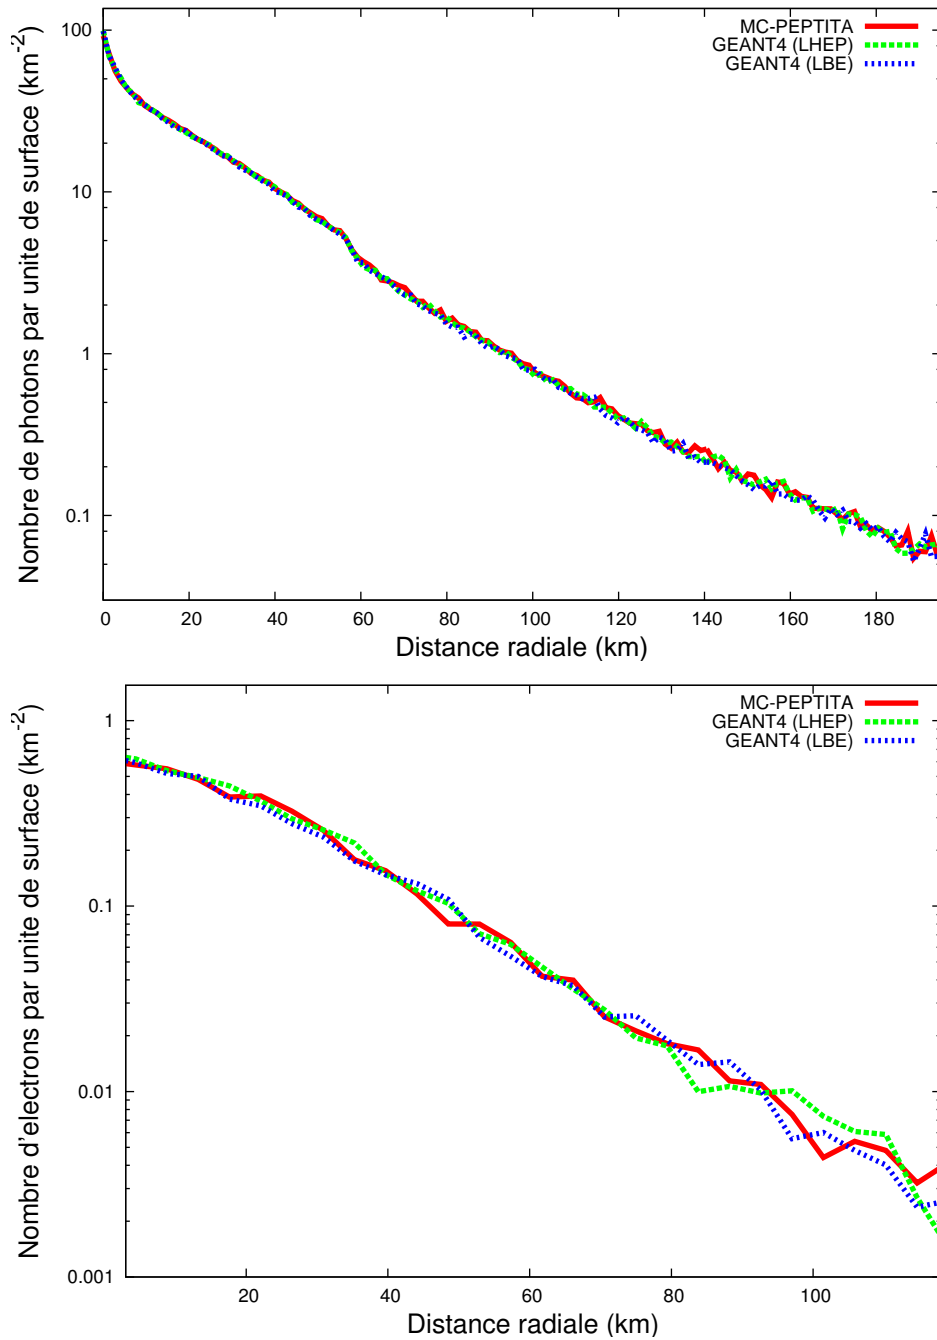 Nombre de photons par unite de surface (km-2)
100
10
1
0.1
MC-PEPTITA
GEANT4 (LHEP)
GEANT4 (LBE)
0 20 40 60 80 100 120 140 160 180
Distance radiale (km)
Nombre d'electrons par unite de surface (km-2)
1
0.1
0.01
0.001
MC-PEPTITA
GEANT4 (LHEP)
GEANT4 (LBE)
20 40 60 80 100
Distance radiale (km)